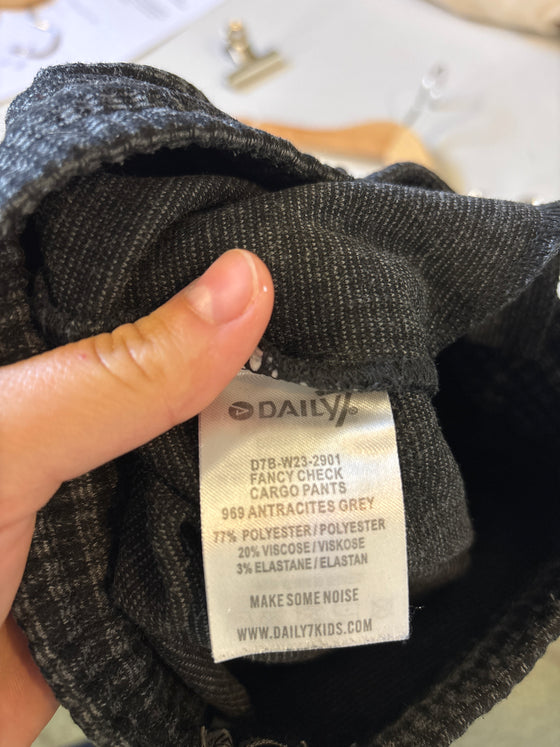 DAILY7
D7B-W23-2901
FANCY CHECK
CARGO PANTS
969 ANTRACITES GREY
77% POLYESTER / POLYESTER
20% VISCOSE / VISKOSE
3% ELASTANE / ELASTAN
MAKE SOME NOISE
WWW.DAILY7KIDS.COM